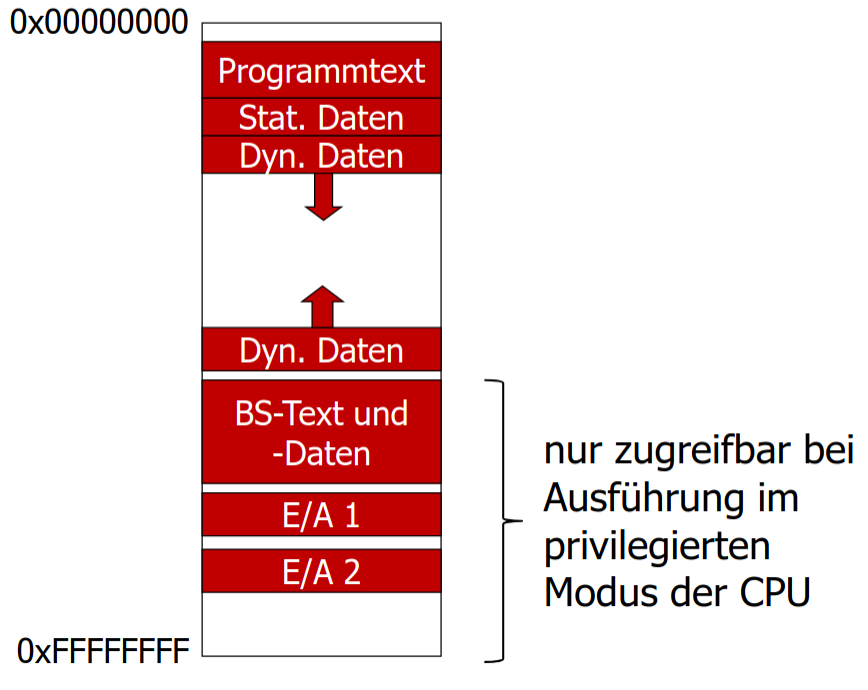 0x00000000
Programmtext
Stat. Daten
Dyn. Daten
Dyn. Daten
BS-Text und
-Daten
E/A 1
E/A 2
nur zugreifbar bei
Ausführung im
privilegierten
Modus der CPU
0xFFFFFFFF